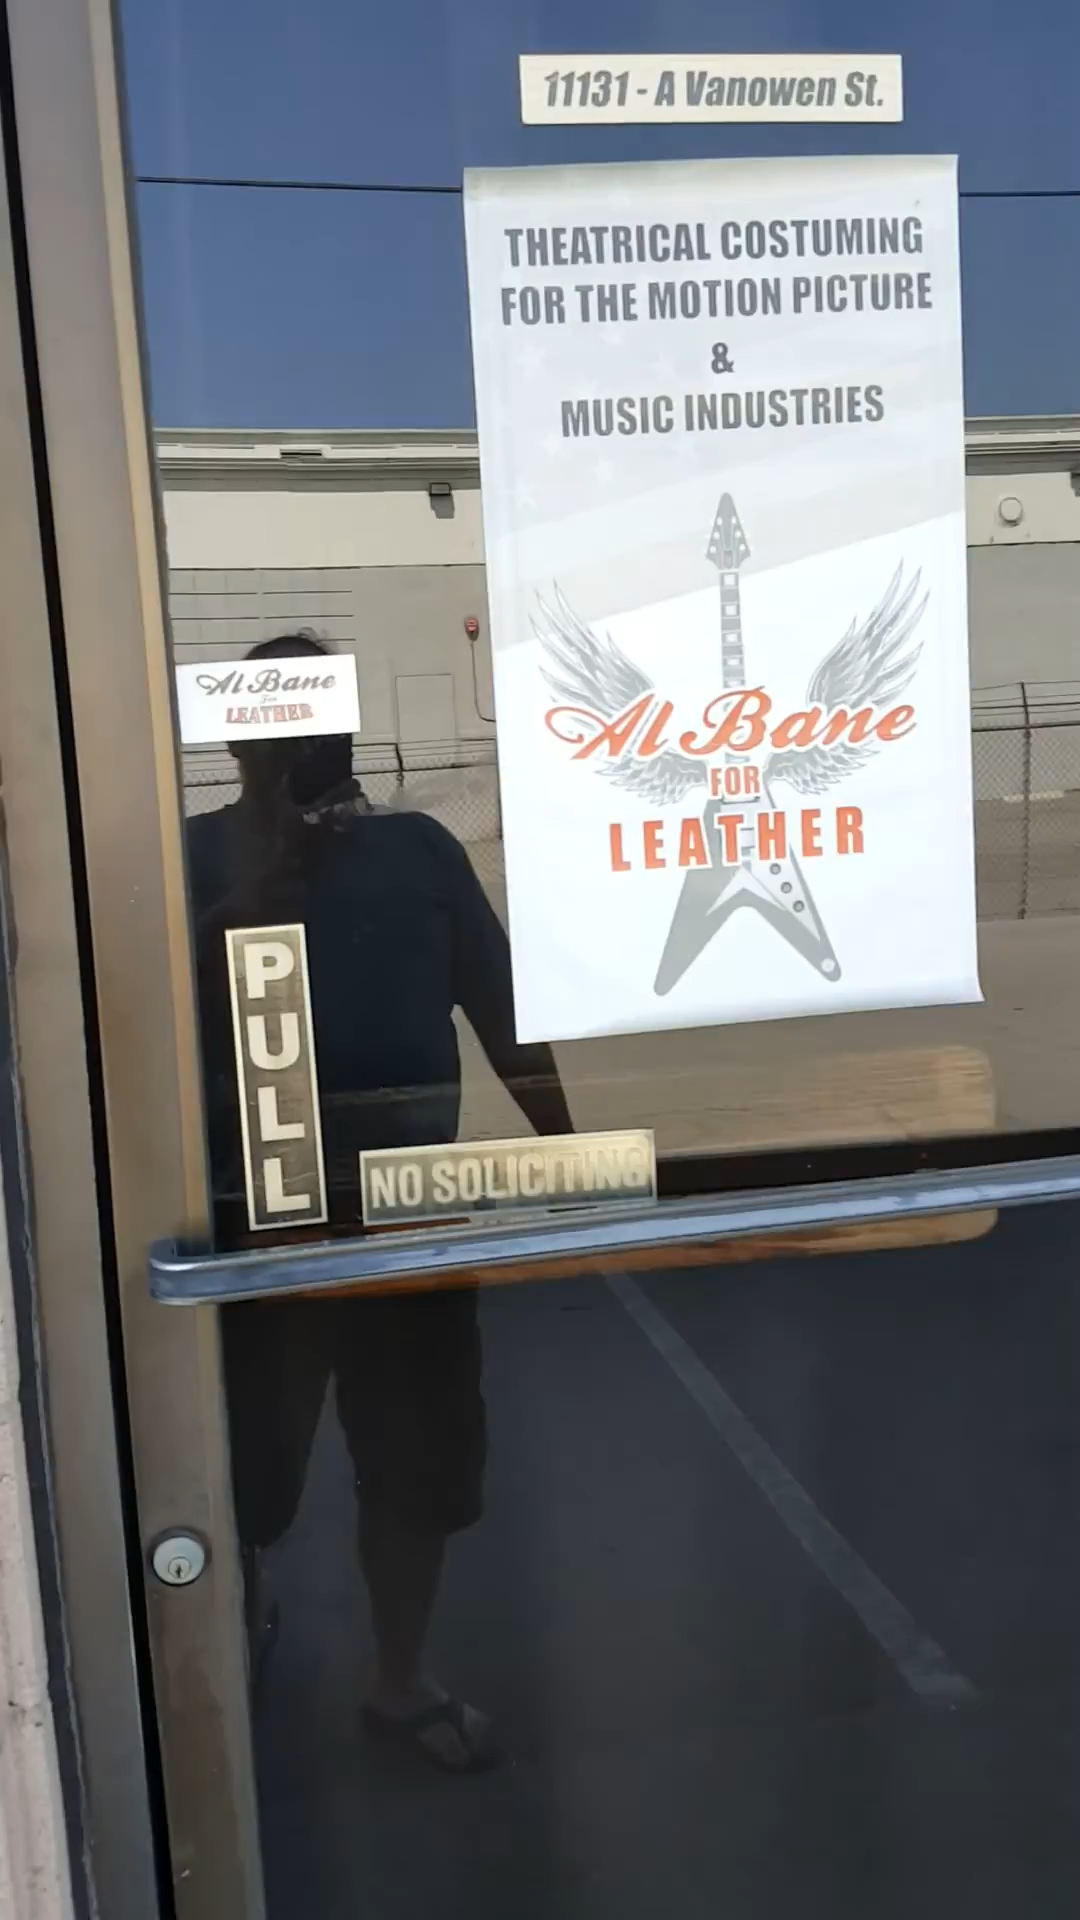 11131 - A Vanowen St.
THEATRICAL COSTUMING
FOR THE MOTION PICTURE
&
MUSIC INDUSTRIES
Al Bane
FOR
LEATHER
Al Bane
For
LEATHER
PULL
NO SOLICITING